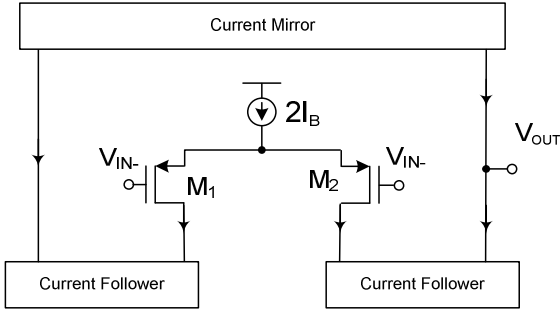 Current Mirror
2I_B
V_OUT
V_IN-
V_IN-
M_1
M_2
Current Follower
Current Follower